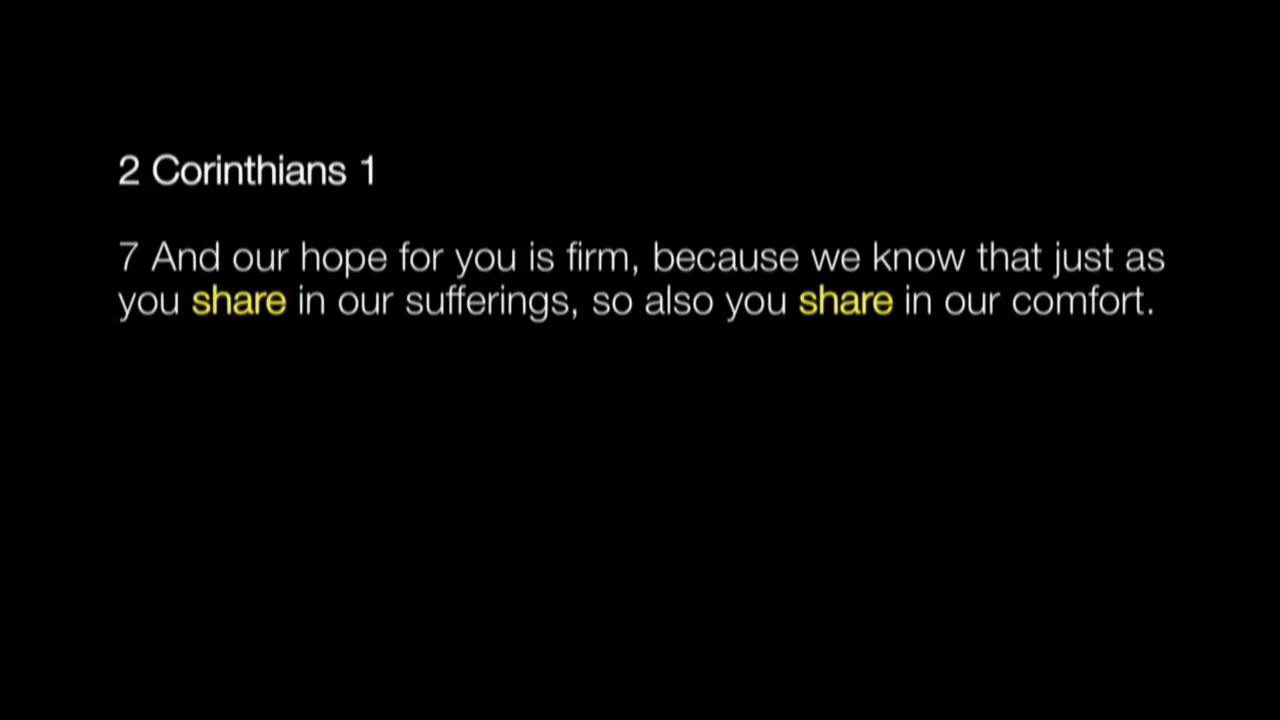 2 Corinthians 1
7 And our hope for you is firm, because we know that just as
you share in our sufferings, so also you share in our comfort.